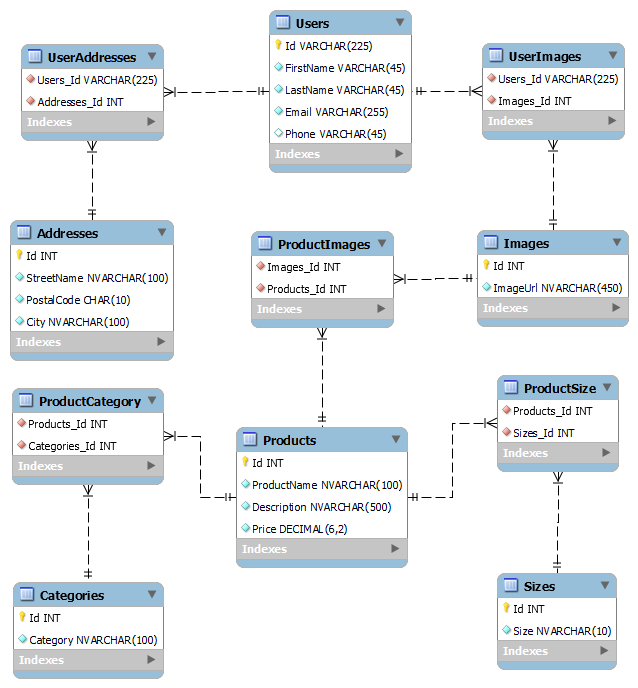 Users
Id VARCHAR(225)
FirstName VARCHAR(45)
LastName VARCHAR(45)
Email VARCHAR(255)
Phone VARCHAR(45)
Indexes
UserAddresses
Users_Id VARCHAR(225)
Addresses_Id INT
Indexes
UserImages
Users_Id VARCHAR(225)
Images_Id INT
Indexes
Addresses
Id INT
StreetName NVARCHAR(100)
PostalCode CHAR(10)
City NVARCHAR(100)
Indexes
ProductImages
Images_Id INT
Products_Id INT
Indexes
Images
Id INT
ImageUrl NVARCHAR(450)
Indexes
ProductCategory
Products_Id INT
Categories_Id INT
Indexes
Products
Id INT
ProductName NVARCHAR(100)
Description NVARCHAR(500)
Price DECIMAL(6,2)
Indexes
ProductSize
Products_Id INT
Sizes_Id INT
Indexes
Categories
Id INT
Category NVARCHAR(100)
Indexes
Sizes
Id INT
Size NVARCHAR(10)
Indexes